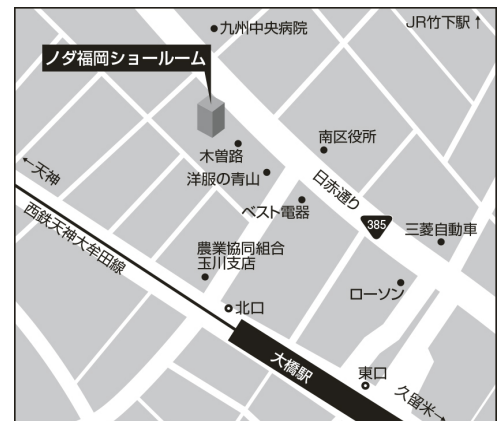 九州中央病院
JR竹下駅↑
ノダ福岡ショールーム
南区役所
木曽路
洋服の青山
日赤通り
←天神
ベスト電器
385
三菱自動車
西鉄天神大牟田線
農業協同組合
玉川支店
ローソン
北口
大橋駅
東口
久留米→